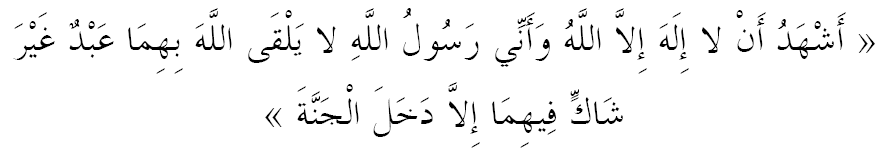 « أَشْهَدُ أَنْ لا إِلَهَ إِلاَّ اللَّهُ وَأَنِّي رَسُولُ اللَّهِ لا يَلْقَى اللَّهَ بِهِمَا عَبْدٌ غَيْرَ
شَاكٍّ فِيهِمَا إِلاَّ دَخَلَ الْجَنَّةَ »